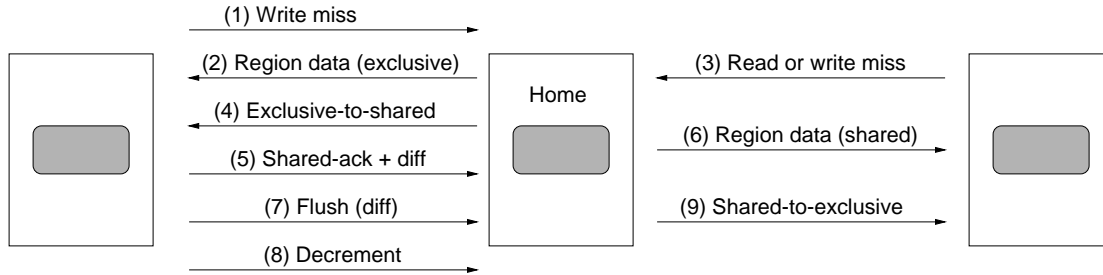 (1) Write miss
(2) Region data (exclusive)
(3) Read or write miss
Home
(4) Exclusive-to-shared
(6) Region data (shared)
(5) Shared-ack + diff
(7) Flush (diff)
(9) Shared-to-exclusive
(8) Decrement